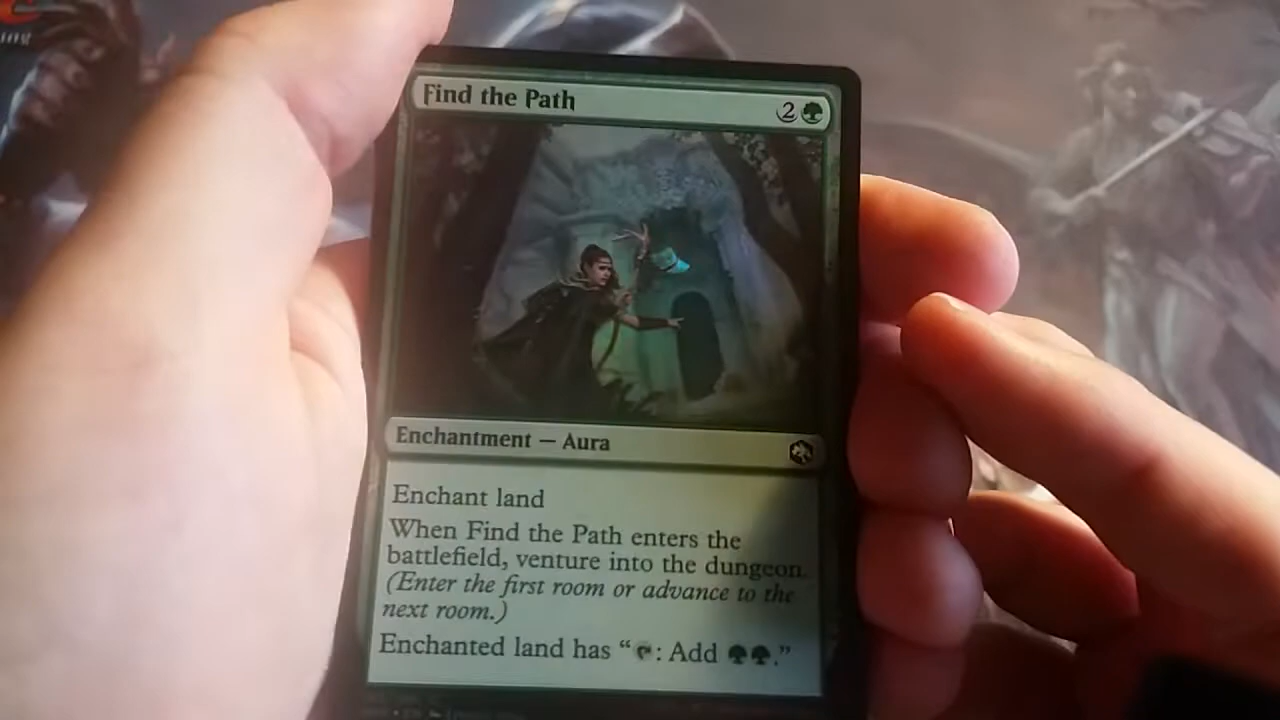 Find the Path 2
Enchantment — Aura
Enchant land
When Find the Path enters the
battlefield, venture into the dungeon.
(Enter the first room or advance to the
next room.)
Enchanted land has “: Add .”